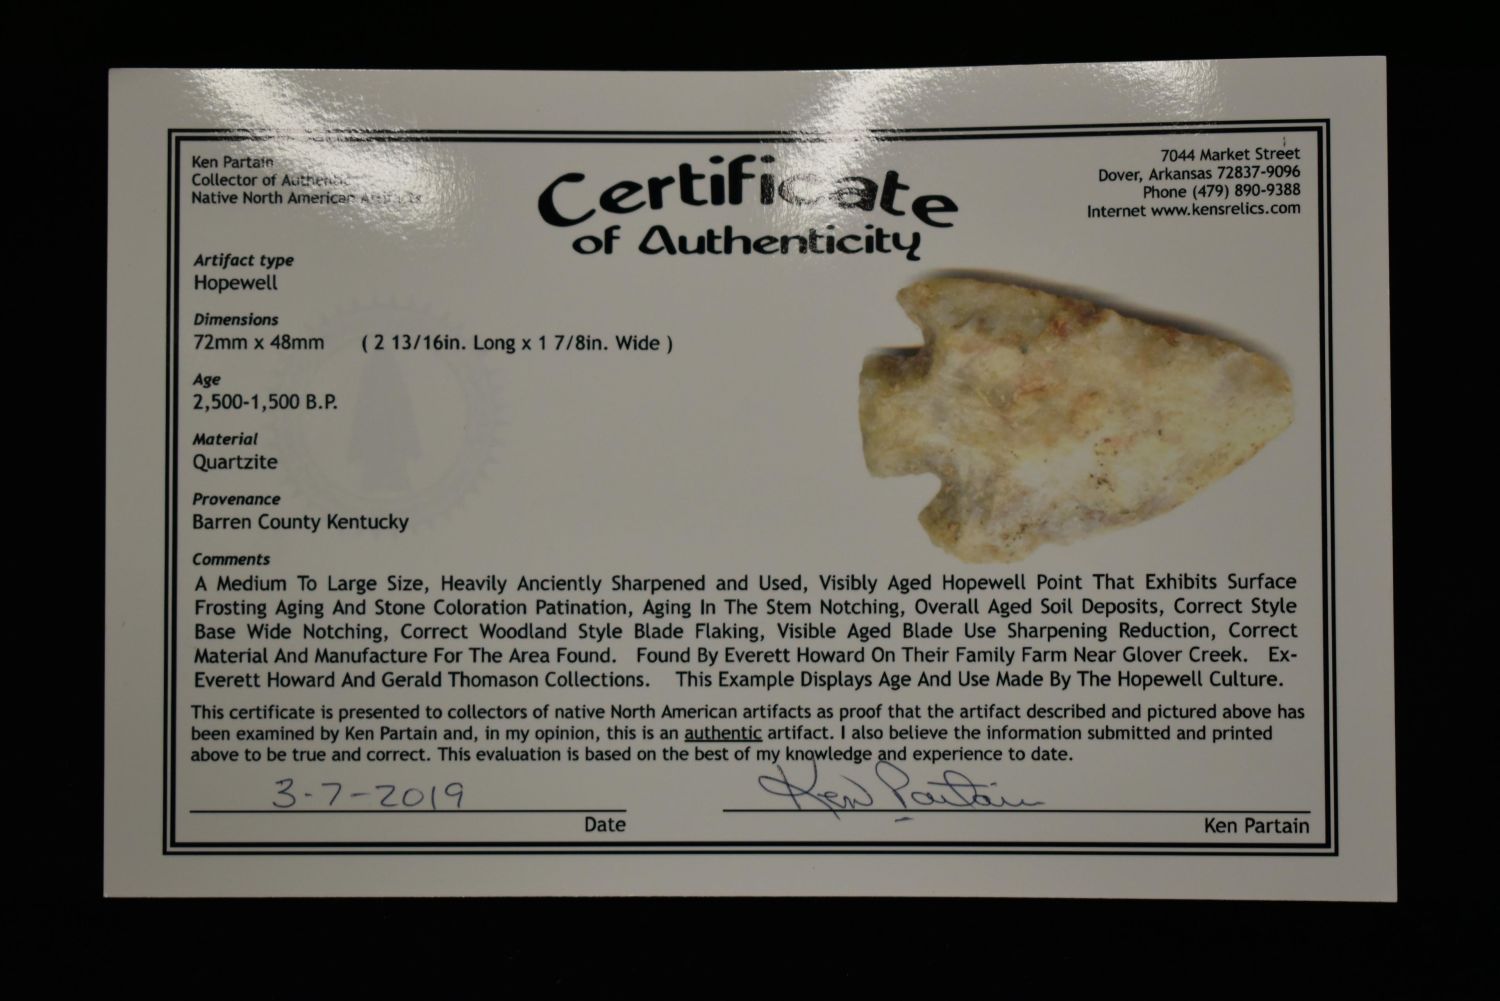 Ken Partain
Collector of Authentic
Native North American Artifacts
7044 Market Street
Dover, Arkansas 72837-9096
Phone (479) 890-9388
Internet www.kensrelics.com
Certificate
of Authenticity
Artifact type
Hopewell
Dimensions
72mm x 48mm ( 2 13/16in. Long x 1 7/8in. Wide )
Age
2,500-1,500 B.P.
Material
Quartzite
Provenance
Barren County Kentucky
Comments
A Medium To Large Size, Heavily Anciently Sharpened and Used, Visibly Aged Hopewell Point That Exhibits Surface
Frosting Aging And Stone Coloration Patination, Aging In The Stem Notching, Overall Aged Soil Deposits, Correct Style
Base Wide Notching, Correct Woodland Style Blade Flaking, Visible Aged Blade Use Sharpening Reduction, Correct
Material And Manufacture For The Area Found. Found By Everett Howard On Their Family Farm Near Glover Creek. Ex-
Everett Howard And Gerald Thomason Collections. This Example Displays Age And Use Made By The Hopewell Culture.
This certificate is presented to collectors of native North American artifacts as proof that the artifact described and pictured above has
been examined by Ken Partain and, in my opinion, this is an authentic artifact. I also believe the information submitted and printed
above to be true and correct. This evaluation is based on the best of my knowledge and experience to date.
3-7-2019 Ken Partain
Date Ken Partain